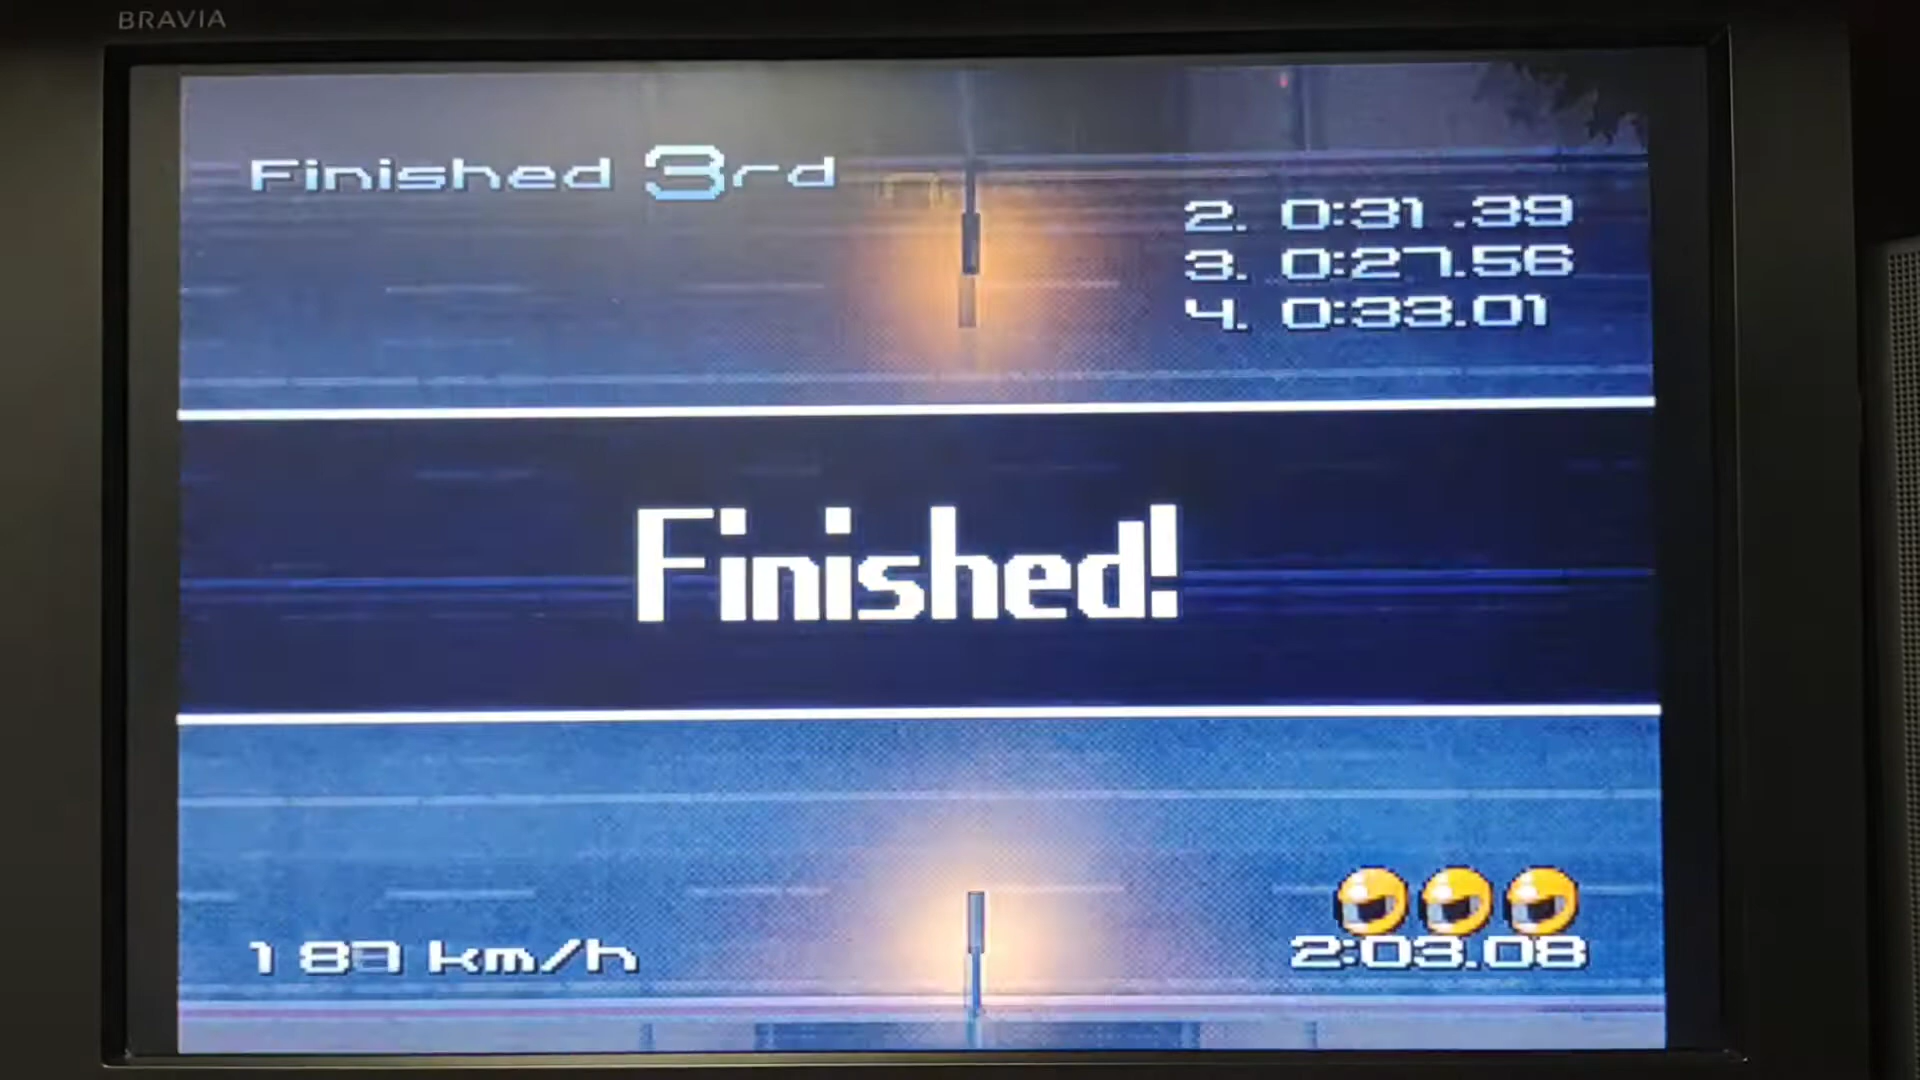 BRAVIA
Finished 3rd
2. 0:31.39
3. 0:27.56
4. 0:33.01
Finished!
km/h
2:03.08